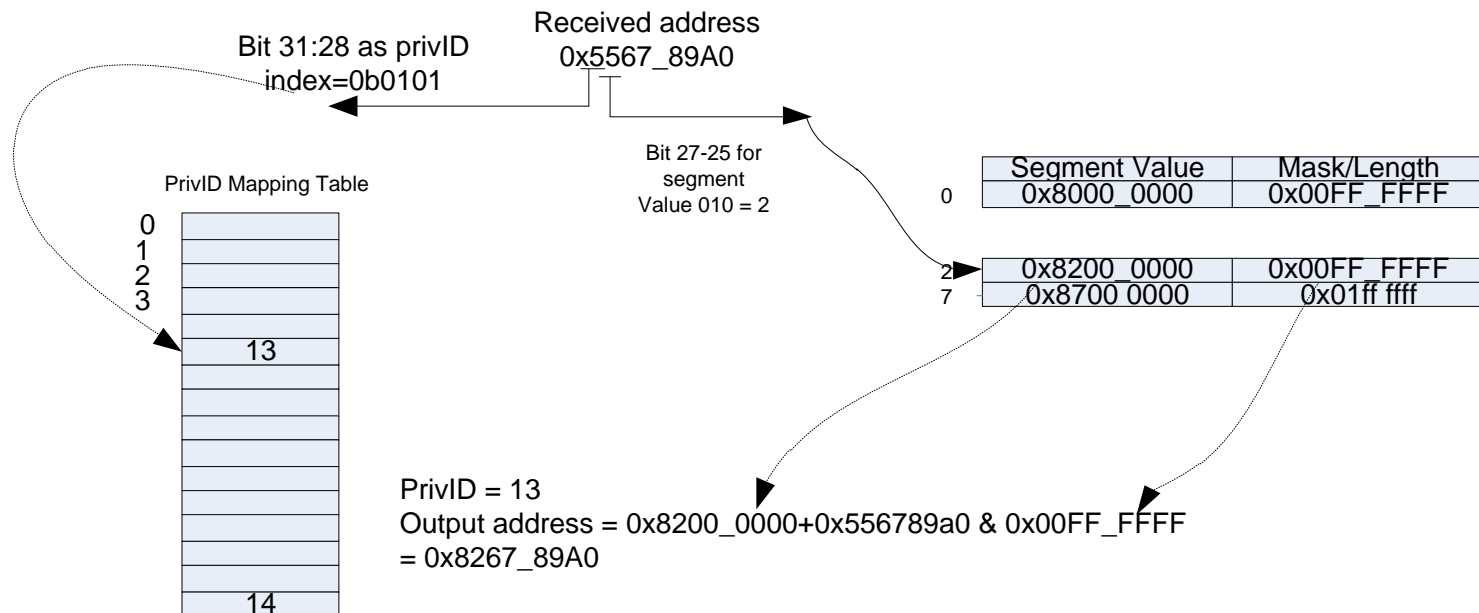 Received address
0x5567_89A0
Bit 31:28 as privID
index=0b0101
Bit 27-25 for
segment
Value 010 = 2
PrivID Mapping Table
0
1
2
3
13
14
Segment Value Mask/Length
0 0x8000_0000 0x00FF_FFFF
2 0x8200_0000 0x00FF_FFFF
7 0x8700 0000 0x01ff ffff
PrivID = 13
Output address = 0x8200_0000+0x556789a0 & 0x00FF_FFFF
= 0x8267_89A0